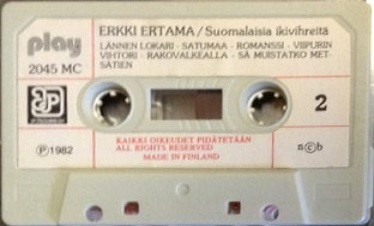 play
2045 MC
ERKKI ERTAMA/Suomalaisia ikivihreitä
LÄNNEN LOKARI - SATUMAA - ROMANSSI - VIIPURIN
VIHTORI - RAKOVALKEALLA - SÄ MUISTATKO MET-
SÄTIEN
2
KAIKKI OIKEUDET PIDÄTETÄÄN
ALL RIGHTS RESERVED
MADE IN FINLAND
Ⓟ1982
n©b